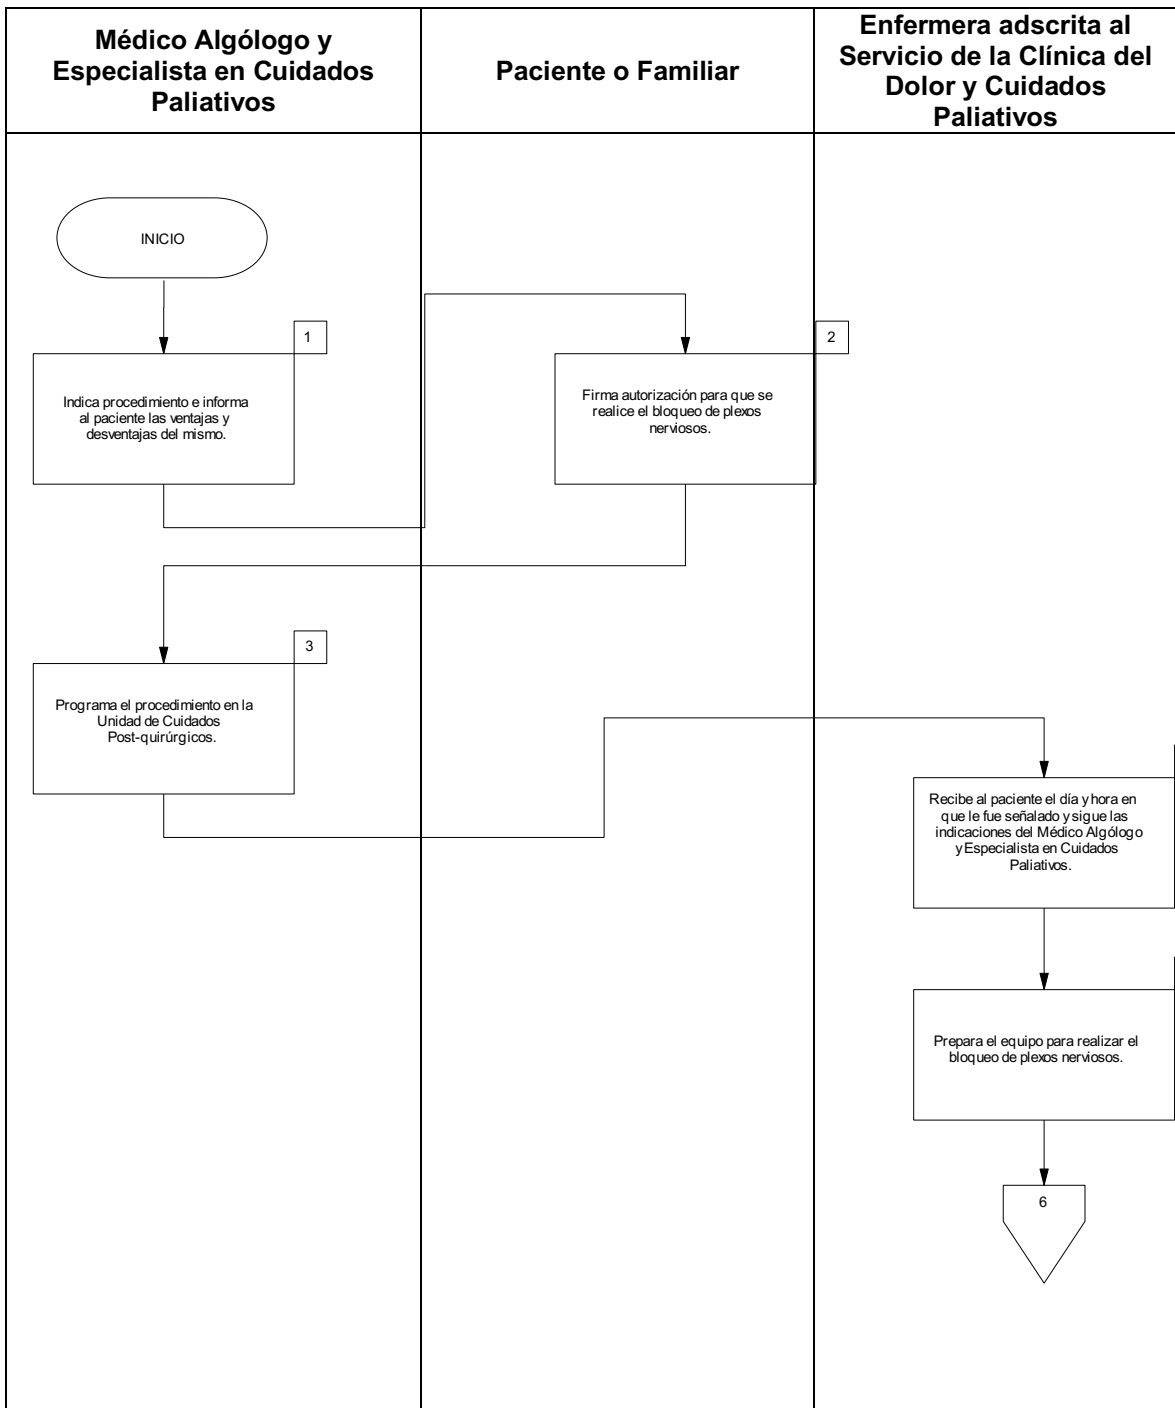 Médico Algólogo y
Especialista en Cuidados
Paliativos
Paciente o Familiar
Enfermera adscrita al
Servicio de la Clínica del
Dolor y Cuidados
Paliativos
INICIO
1
Indica procedimiento e informa
al paciente las ventajas y
desventajas del mismo.
2
Firma autorización para que se
realice el bloqueo de plexos
nerviosos.
3
Programa el procedimiento en la
Unidad de Cuidados
Post-quirúrgicos.
Recibe al paciente el día y hora en
que le fue señalado y sigue las
indicaciones del Médico Algólogo
y Especialista en Cuidados
Paliativos.
Prepara el equipo para realizar el
bloqueo de plexos nerviosos.
6